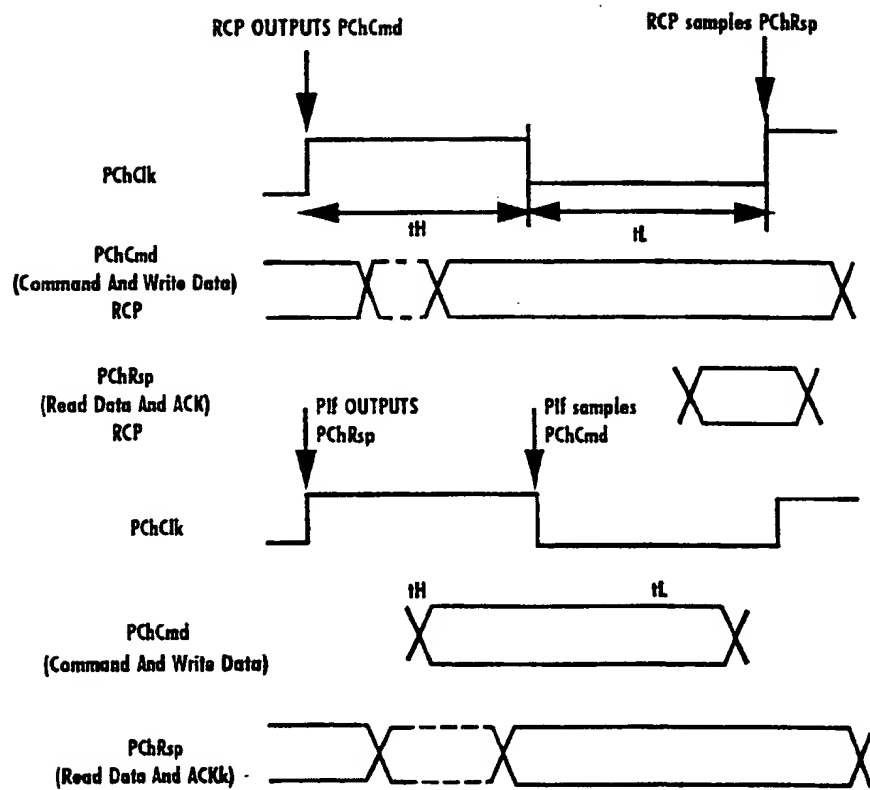 RCP OUTPUTS PChCmd
RCP samples PChRsp
PChClk
tH
tL
PChCmd
(Command And Write Data)
RCP
PChRsp
(Read Data And ACK)
RCP
PIf OUTPUTS
PChRsp
PIf samples
PChCmd
PChClk
tH
tL
PChCmd
(Command And Write Data)
PChRsp
(Read Data And ACKk)